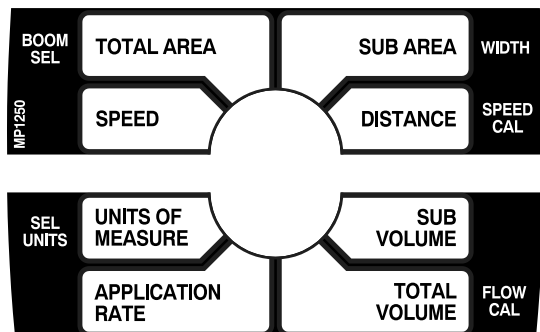 BOOM
SEL
TOTAL AREA
SUB AREA
WIDTH
MP1250
SPEED
DISTANCE
SPEED
CAL
SEL
UNITS
UNITS OF
MEASURE
SUB
VOLUME
APPLICATION
RATE
TOTAL
VOLUME
FLOW
CAL